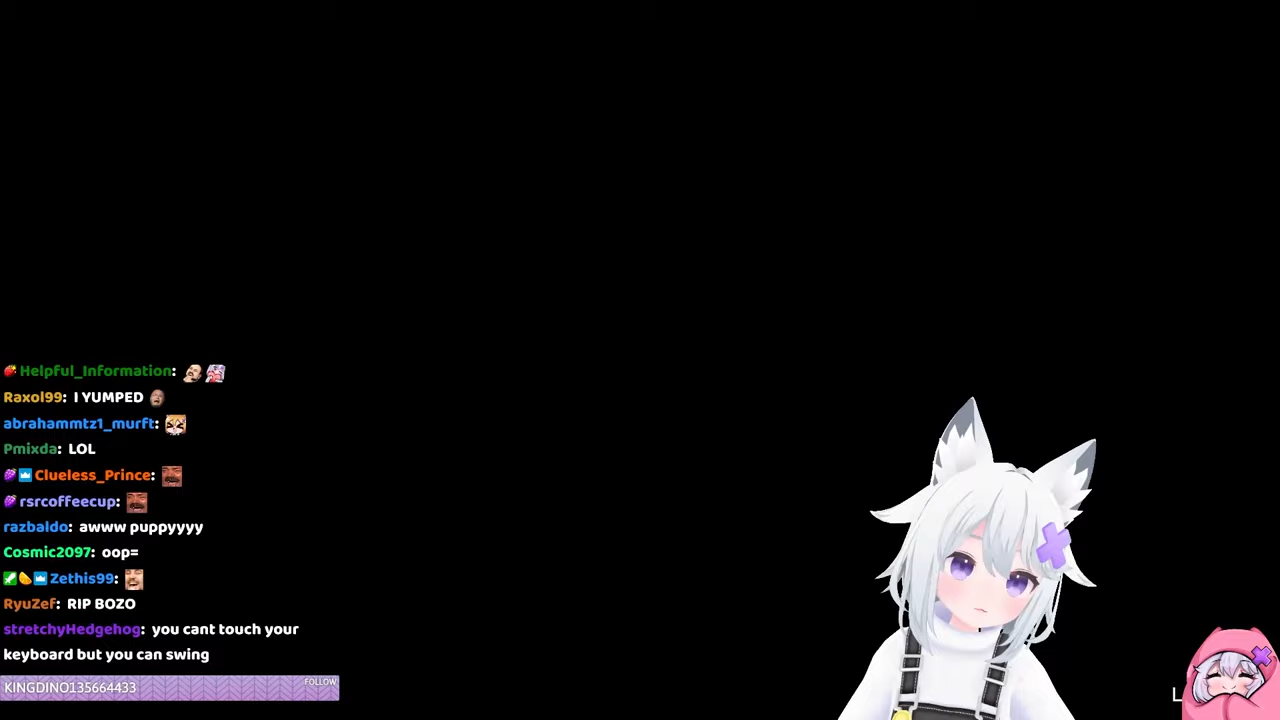 Helpful_Information:
Raxol99: I YUMPED
abrahammtz1_murft:
Pmixda: LOL
Clueless_Prince:
rsrcoffeecup:
razbaldo: awww puppyyyy
Cosmic2097: oop=
Zethis99:
RyuZef: RIP BOZO
stretchyHedgehog: you cant touch your
keyboard but you can swing
KINGDINO135664433 FOLLOW
L